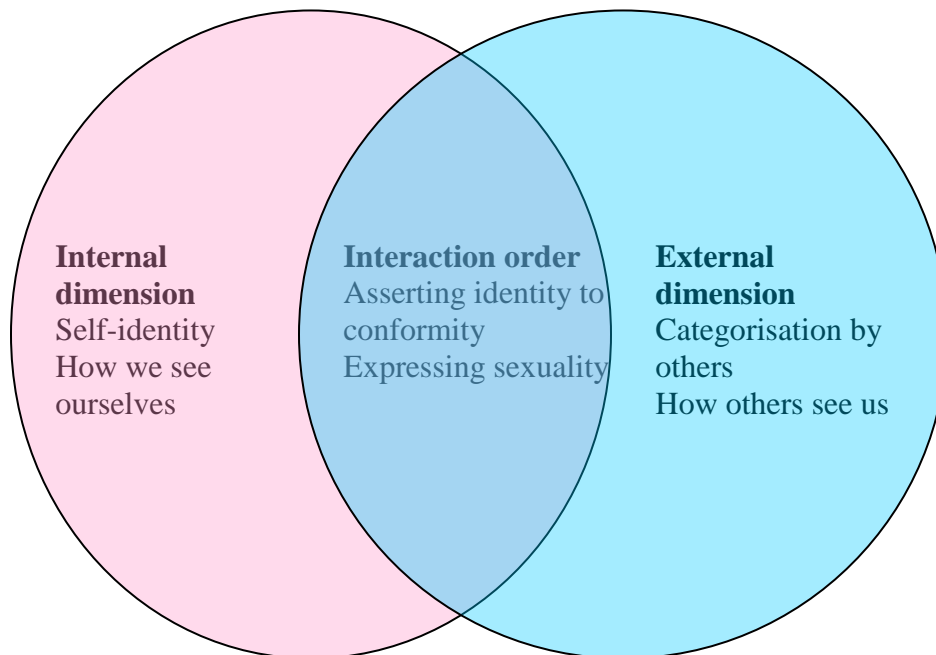 Internal
dimension
Self-identity
How we see
ourselves
Interaction order
Asserting identity to
conformity
Expressing sexuality
External
dimension
Categorisation by
others
How others see us